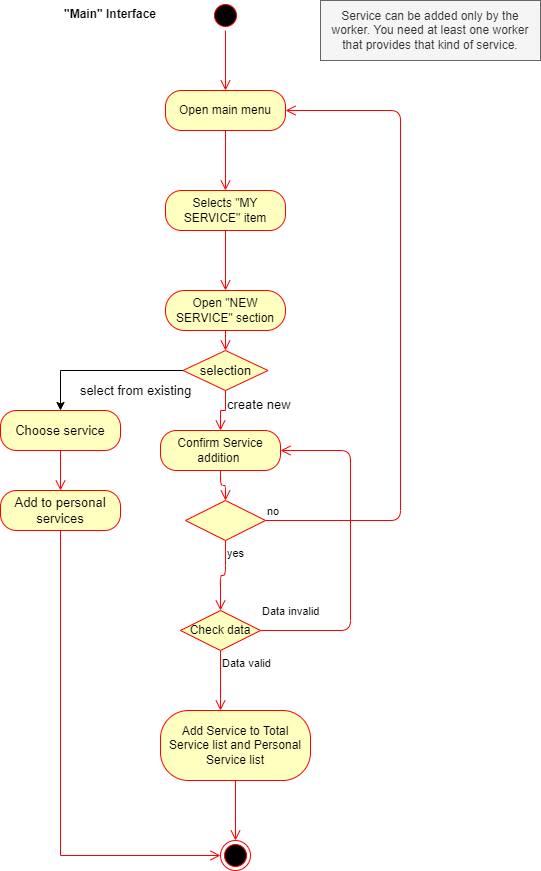 "Main" Interface
Service can be added only by the
worker. You need at least one worker
that provides that kind of service.
Open main menu
Selects "MY
SERVICE" item
Open "NEW
SERVICE" section
selection
select from existing
create new
Choose service
Confirm Service
addition
Add to personal
services
no
yes
Data invalid
Check data
Data valid
Add Service to Total
Service list and Personal
Service list